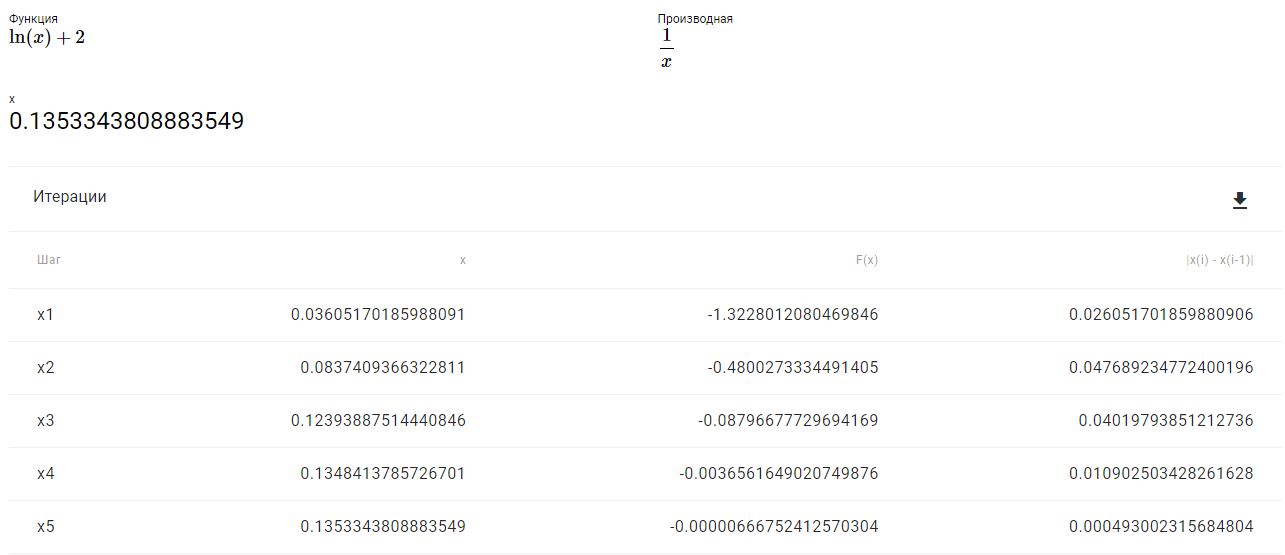 Функция
ln(x) + 2
Производная
1
x
x
0.1353343808883549
Итерации
Шаг x F(x) |x(i) - x(i-1)|
x1 0.03605170185988091 -1.3228012080469846 0.026051701859880906
x2 0.0837409366322811 -0.4800273334491405 0.047689234772400196
x3 0.12393887514440846 -0.08796677729694169 0.04019793851212736
x4 0.1348413785726701 -0.0036561649020749876 0.010902503428261628
x5 0.1353343808883549 -0.00000666752412570304 0.000493002315684804